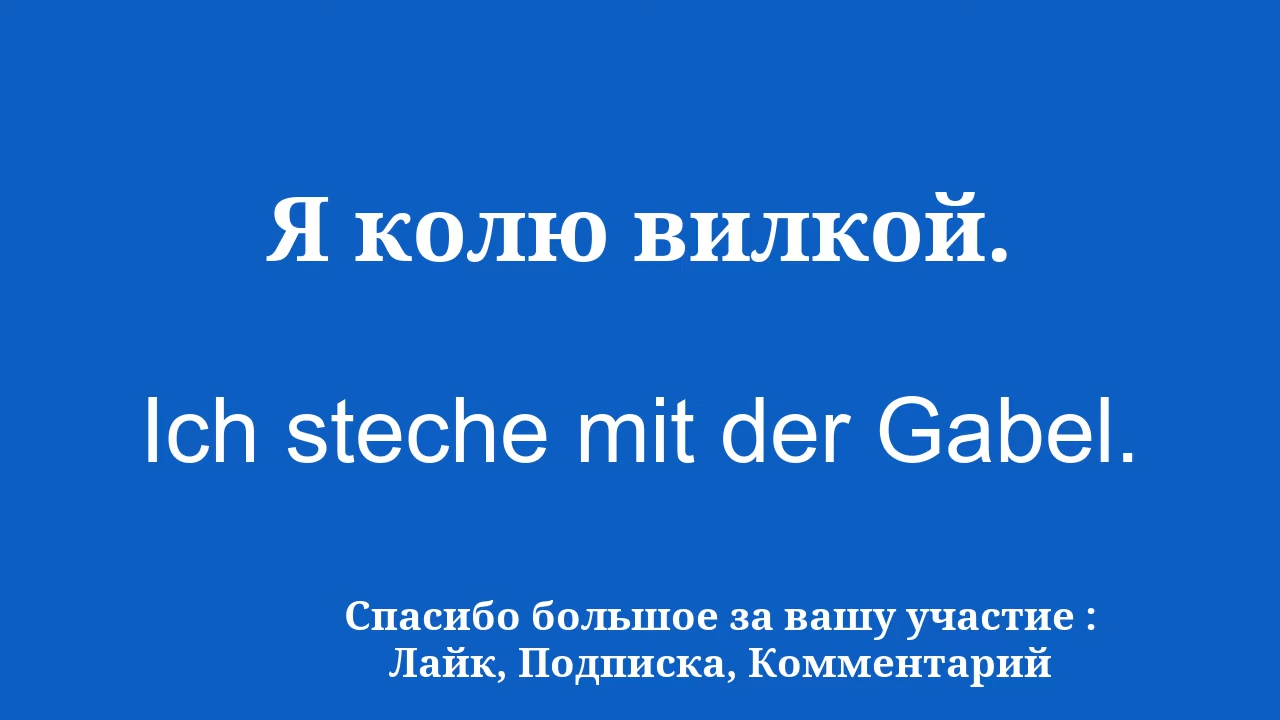 Я колю вилкой.
Ich steche mit der Gabel.
Спасибо большое за вашу участие :
Лайк, Подписка, Комментарий